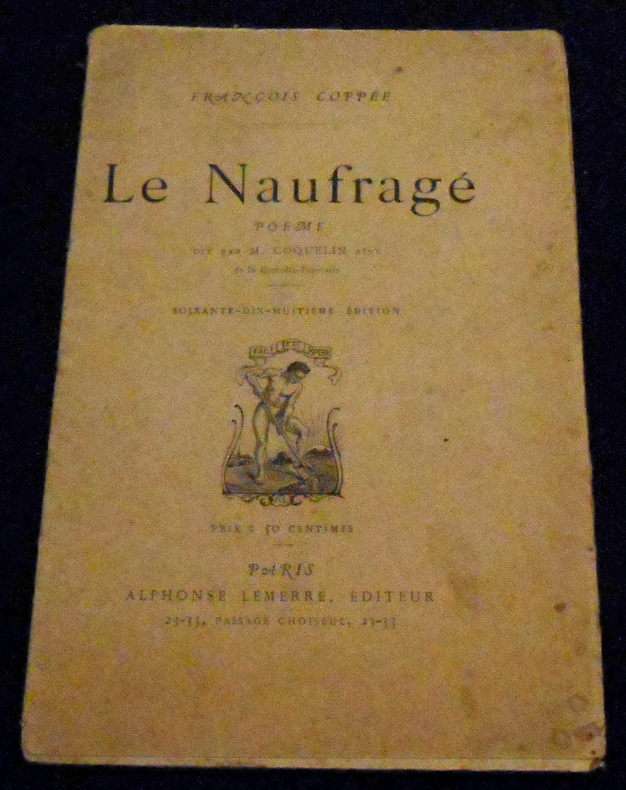 FRANÇOIS COPPÉE
Le Naufragé
POÈME
DIT PAR M. COQUELIN AÎNÉ
de la Comédie-Française
SOIXANTE-DIX-HUITIÈME ÉDITION
FAC ET SPERA
PRIX : 50 CENTIMES
PARIS
ALPHONSE LEMERRE, ÉDITEUR
23-33, PASSAGE CHOISEUL, 23-33